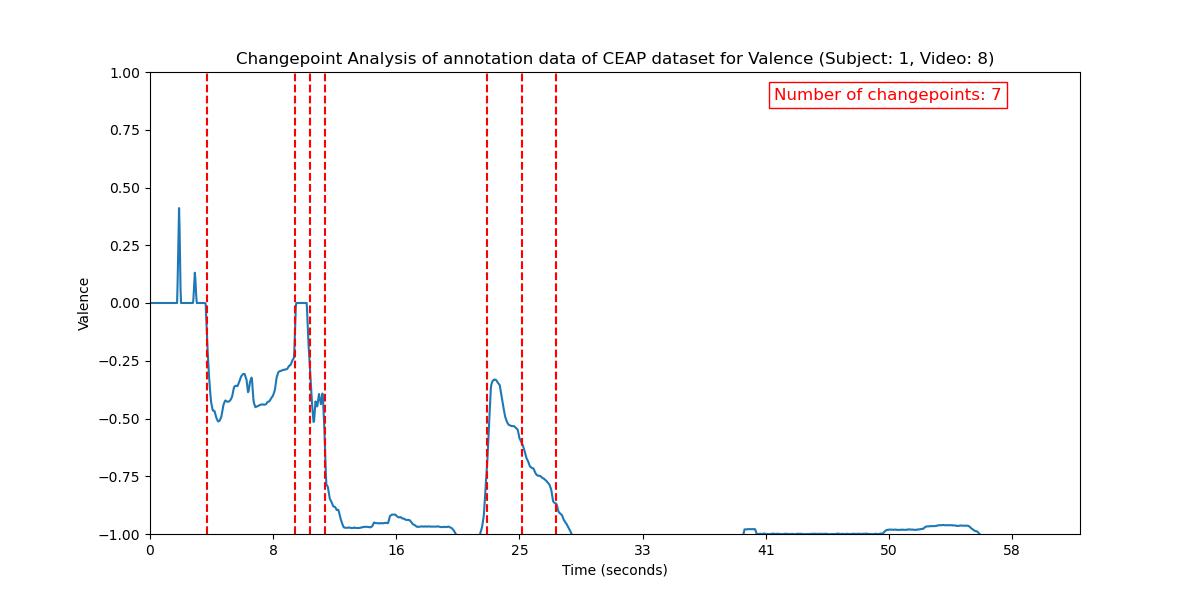 Changepoint Analysis of annotation data of CEAP dataset for Valence (Subject: 1, Video: 8)
Number of changepoints: 7
1.00
0.75
0.50
0.25
0.00
−0.25
−0.50
−0.75
−1.00
Valence
0 8 16 25 33 41 50 58
Time (seconds)